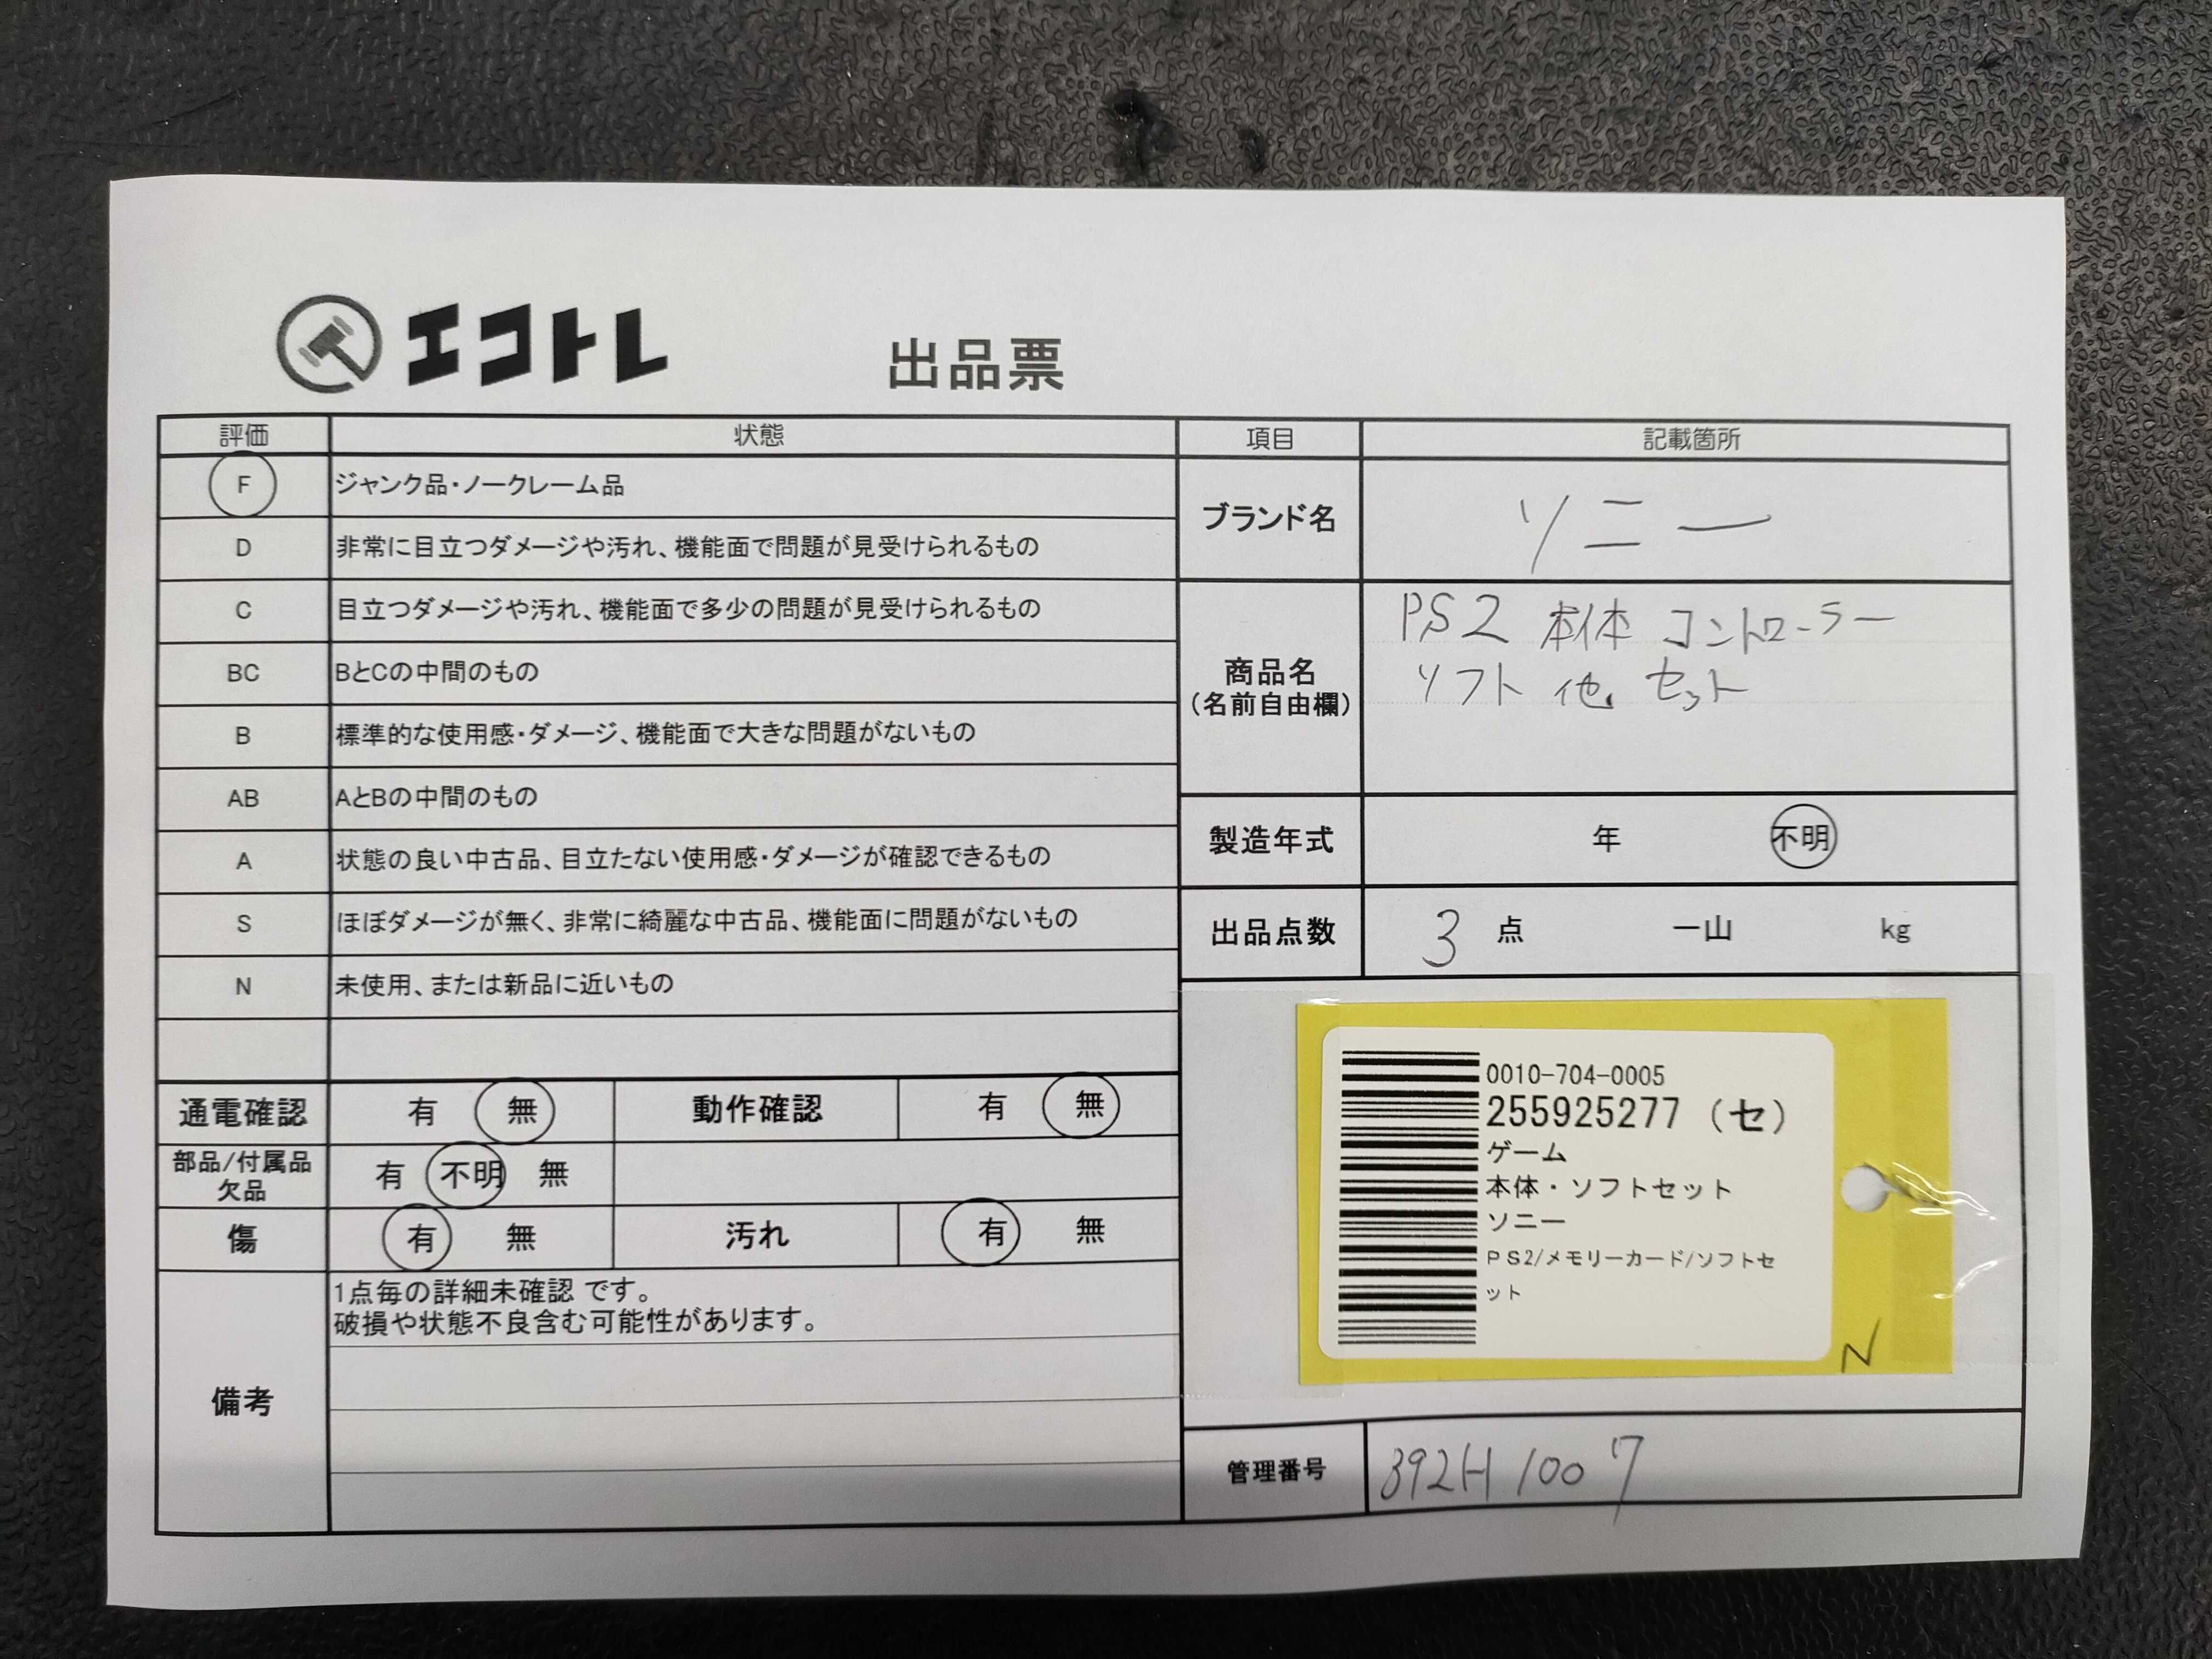 エコトレ
出品票
評価 状態
F ジャンク品・ノークレーム品
D 非常に目立つダメージや汚れ、機能面で問題が見受けられるもの
C 目立つダメージや汚れ、機能面で多少の問題が見受けられるもの
BC BとCの中間のもの
B 標準的な使用感・ダメージ、機能面で大きな問題がないもの
AB AとBの中間のもの
A 状態の良い中古品、目立たない使用感・ダメージが確認できるもの
S ほぼダメージが無く、非常に綺麗な中古品、機能面に問題がないもの
N 未使用、または新品に近いもの
通電確認 有 無 動作確認 有 無
部品/付属品
欠品
有 不明 無
傷 有 無 汚れ 有 無
備考
1点毎の詳細未確認 です。
破損や状態不良含む可能性があります。
項目 記載箇所
ブランド名 ソニー
商品名
(名前自由欄)
PS2 本体 コントローラー
ソフト 他 セット
製造年式 年 不明
出品点数 3 点 一山 kg
0010-704-0005
255925277 (セ)
ゲーム
本体・ソフトセット
ソニー
PS2/メモリーカード/ソフトセ
ット
N
管理番号 392H 1007